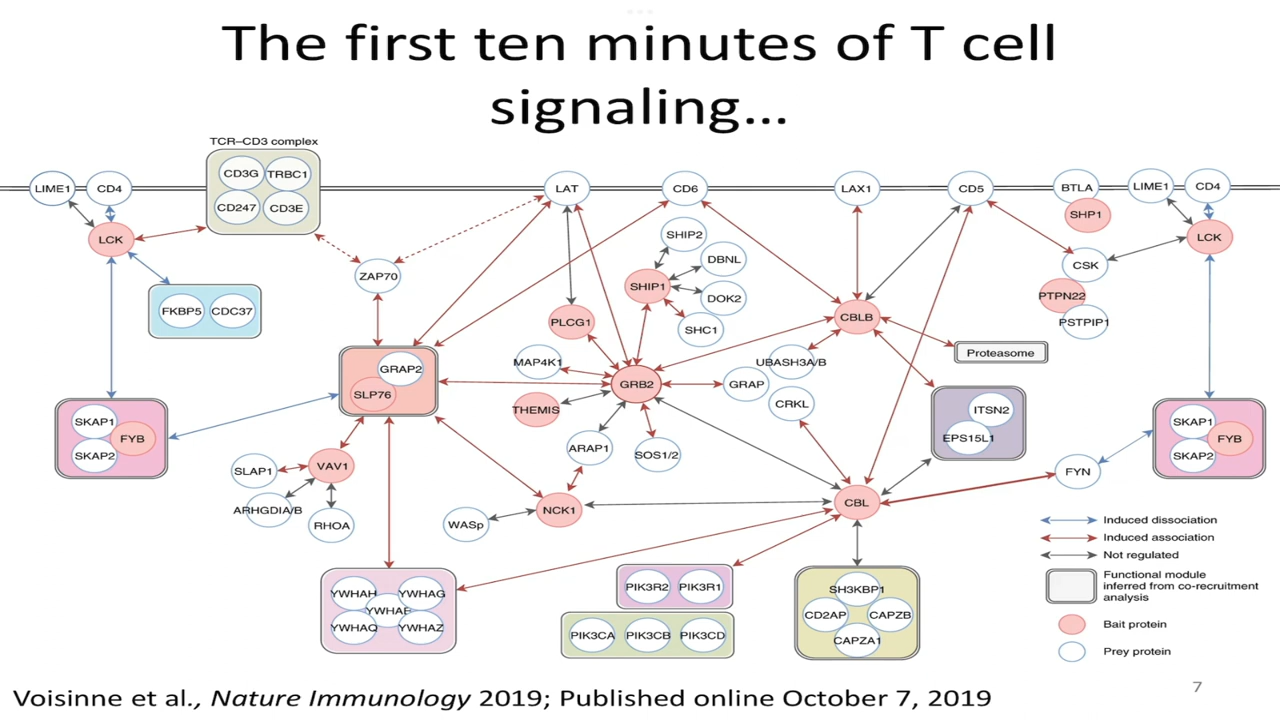 The first ten minutes of T cell
signaling...
TCR–CD3 complex
CD3G TRBC1
CD247 CD3E
LIME1 CD4
LAT
CD6
LAX1
CD5
BTLA
LIME1 CD4
LCK
SHP1
LCK
ZAP70
SHIP2
DBNL
SHIP1
DOK2
SHC1
CSK
PTPN22
PSTPIP1
FKBP5 CDC37
PLCG1
CBLB
Proteasome
GRAP2
SLP76
MAP4K1
GRB2
GRAP
UBASH3A/B
CRKL
THEMIS
ITSN2
EPS15L1
SKAP1
FYB
SKAP2
ARAP1
SOS1/2
SKAP1
FYB
SKAP2
SLAP1
VAV1
FYN
ARHGDIA/B
RHOA
WASp
NCK1
CBL
Induced dissociation
Induced association
Not regulated
Functional module
inferred from co-recruitment
analysis
Bait protein
Prey protein
YWHAH YWHAG
YWHAQ YWHAZ
PIK3R2 PIK3R1
PIK3CA PIK3CB PIK3CD
SH3KBP1
CD2AP CAPZB
CAPZA1
Voisinne et al., Nature Immunology 2019; Published online October 7, 2019
7